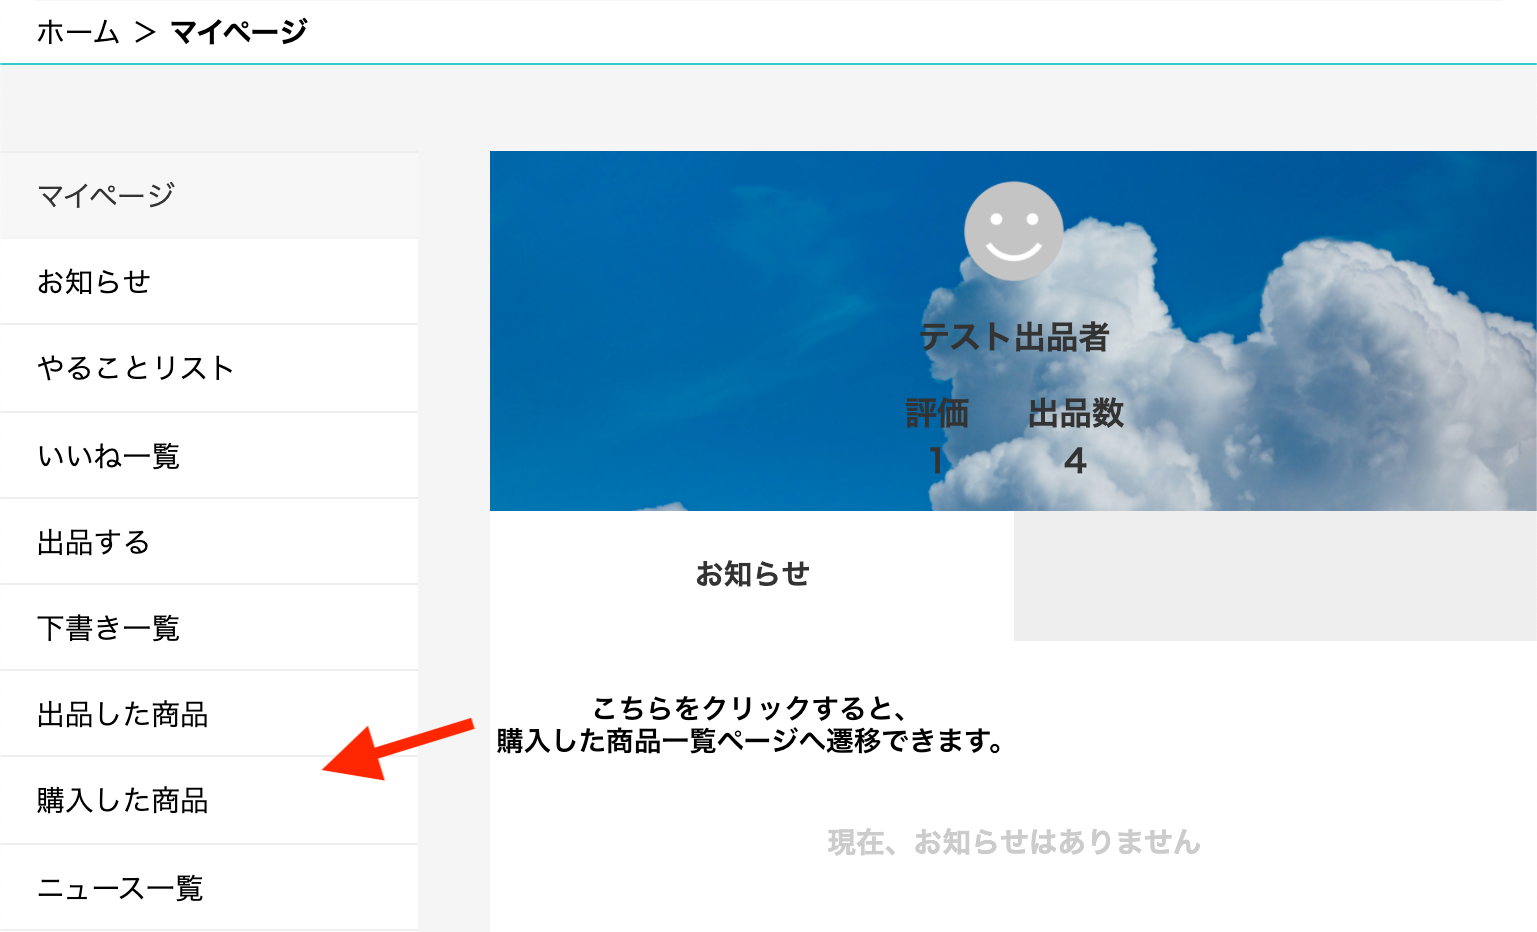 ホーム ＞ マイページ
マイページ
お知らせ
やることリスト
いいね一覧
出品する
下書き一覧
出品した商品
購入した商品
ニュース一覧
テスト出品者
評価 出品数
1 4
お知らせ
こちらをクリックすると、
購入した商品一覧ページへ遷移できます。
現在、お知らせはありません